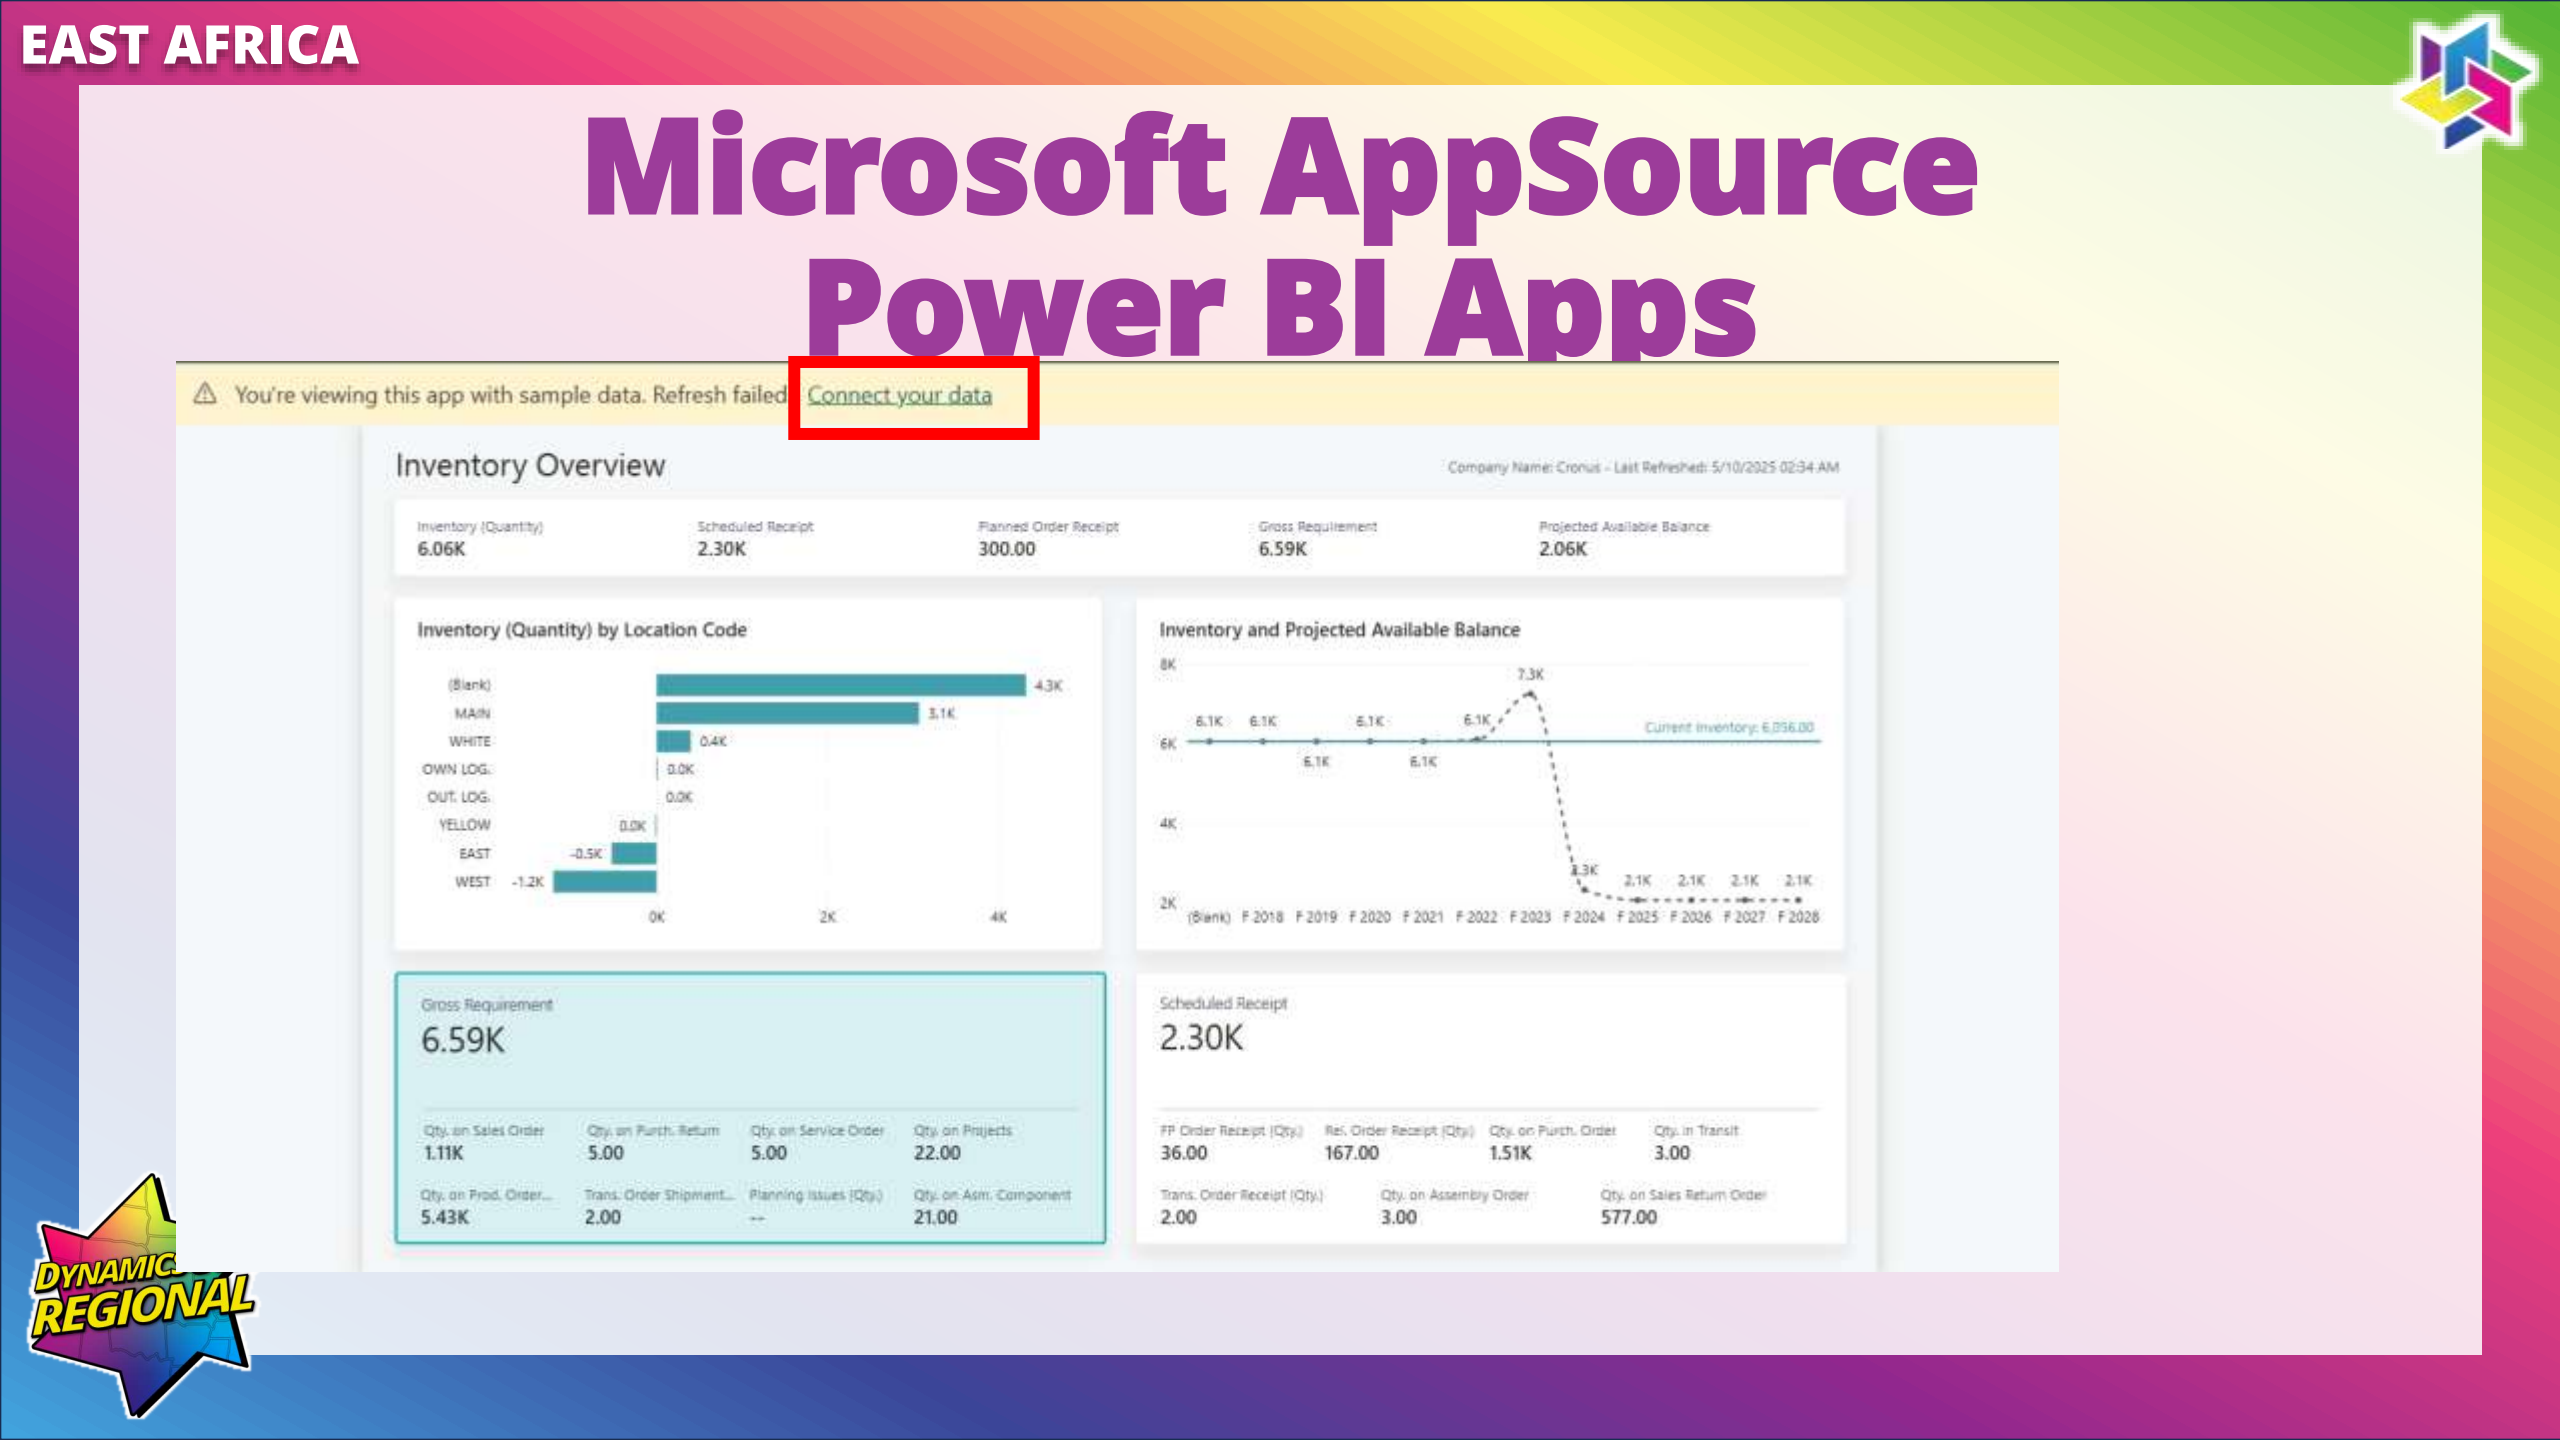 EAST AFRICA
Microsoft AppSource
Power BI Apps
You're viewing this app with sample data. Refresh failed Connect your data
Inventory Overview
Company Name: Cronus - Last Refreshed: 5/10/2025 02:34 AM
Inventory (Quantity) Scheduled Receipt Planned Order Receipt Gross Requirement Projected Available Balance
6.06K 2.30K 300.00 6.59K 2.06K
Inventory (Quantity) by Location Code
(Blank) 4.3K
MAIN 3.1K
WHITE 0.4K
OWN LOG. 0.0K
OUT. LOG. 0.0K
YELLOW 0.0K
EAST -0.5K
WEST -1.2K
0K 2K 4K
Inventory and Projected Available Balance
8K
7.3K
6.1K 6.1K 6.1K 6.1K
Current Inventory: 6,056.00
6K
6.1K 6.1K
4K
2.1K 2.1K 2.1K 2.1K
2K
(Blank) F 2018 F 2019 F 2020 F 2021 F 2022 F 2023 F 2024 F 2025 F 2026 F 2027 F 2028
Gross Requirement
6.59K
Qty. on Sales Order Qty. on Purch. Return Qty. on Service Order Qty. on Projects
1.11K 5.00 5.00 22.00
Qty. on Prod. Order... Trans. Order Shipment... Planning Issues (Qty.) Qty. on Asm. Component
5.43K 2.00 -- 21.00
Scheduled Receipt
2.30K
FP Order Receipt (Qty.) Rel. Order Receipt (Qty.) Qty. on Purch. Order Qty. in Transit
36.00 167.00 1.51K 3.00
Trans. Order Receipt (Qty.) Qty. on Assembly Order Qty. on Sales Return Order
2.00 3.00 577.00
DYNAMICS
REGIONAL